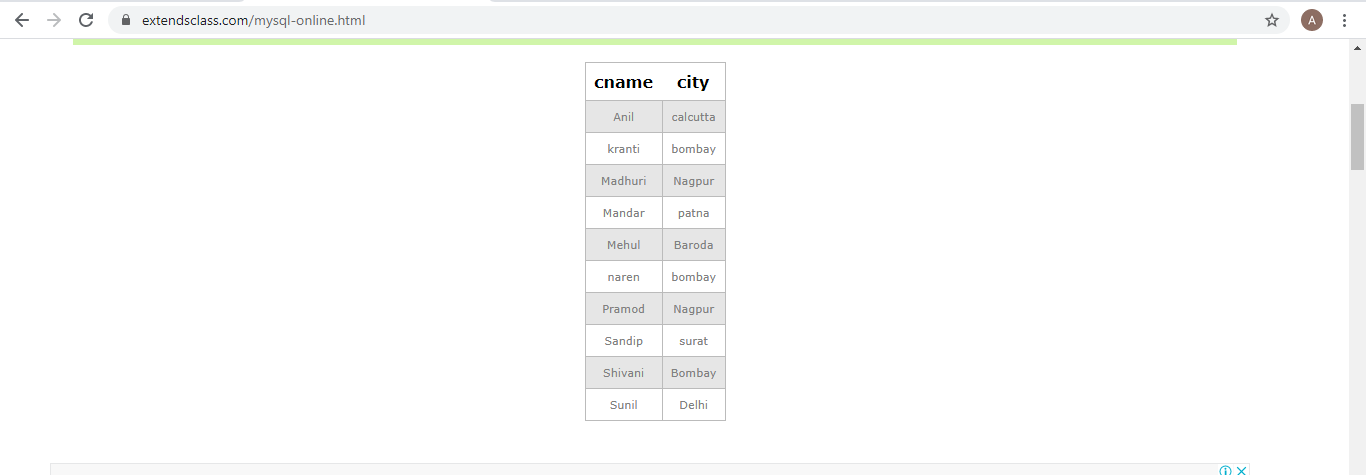 extendsclass.com/mysql-online.html
A
cname city
Anil calcutta
kranti bombay
Madhuri Nagpur
Mandar patna
Mehul Baroda
naren bombay
Pramod Nagpur
Sandip surat
Shivani Bombay
Sunil Delhi